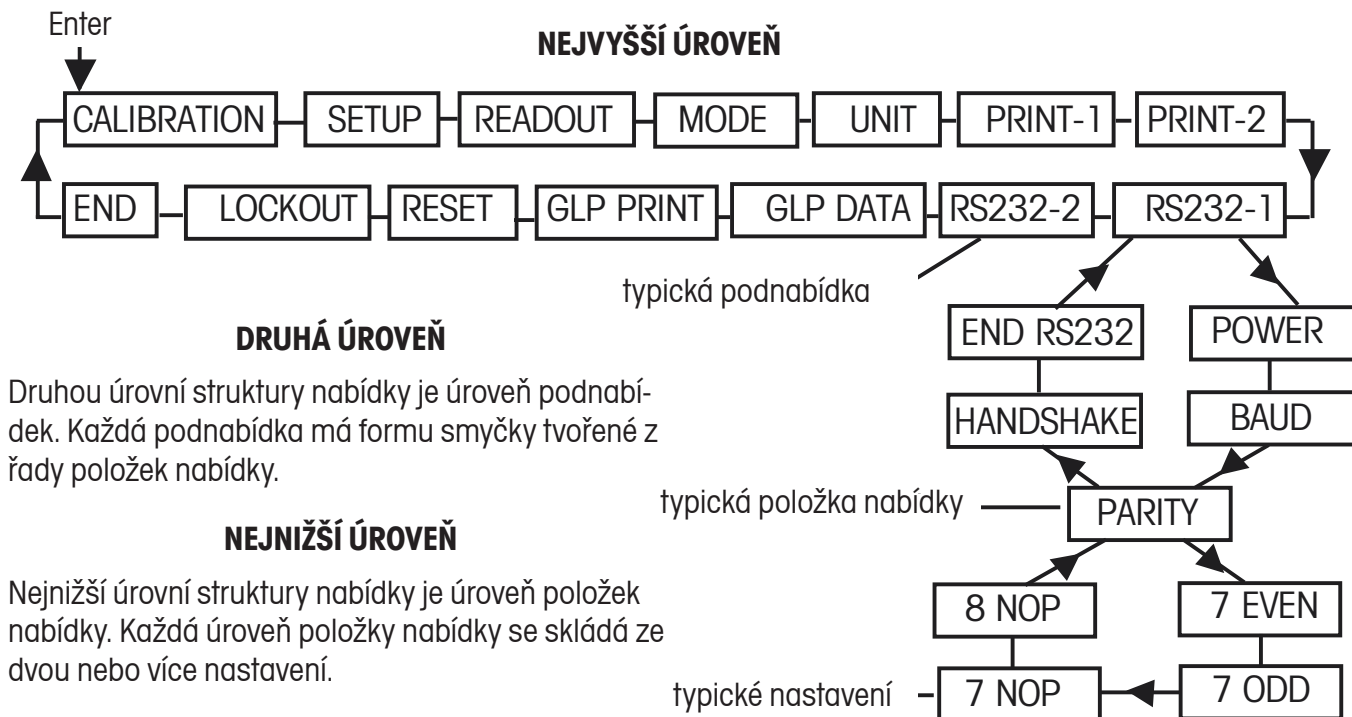 Enter
NEJVYŠŠÍ ÚROVEŇ
CALIBRATION SETUP READOUT MODE UNIT PRINT-1 PRINT-2
END LOCKOUT RESET GLP PRINT GLP DATA RS232-2 RS232-1
typická podnabídka
END RS232 POWER
DRUHÁ ÚROVEŇ
Druhou úrovní struktury nabídky je úroveň podnabí-
dek. Každá podnabídka má formu smyčky tvořené z
řady položek nabídky.
HANDSHAKE BAUD
typická položka nabídky PARITY
NEJNIŽŠÍ ÚROVEŇ
Nejnižší úrovní struktury nabídky je úroveň položek
nabídky. Každá úroveň položky nabídky se skládá ze
dvou nebo více nastavení.
8 NOP 7 EVEN
typické nastavení 7 NOP 7 ODD